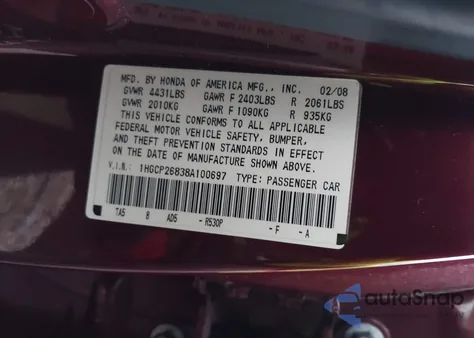 MFD. BY HONDA OF AMERICA MFG., INC. 02/08
GVWR 4431LBS GAWR F 2403LBS R 2061LBS
GVWR 2010KG GAWR F 1090KG R 935KG
THIS VEHICLE CONFORMS TO ALL APPLICABLE
FEDERAL MOTOR VEHICLE SAFETY, BUMPER,
AND THEFT PREVENTION STANDARDS IN EFFECT
ON THE DATE OF MANUFACTURE SHOWN ABOVE.
V.I.N.: 1HGCP26838A100697 TYPE: PASSENGER CAR
TA5 8 AD5 -R530P -F -A
autoSnap